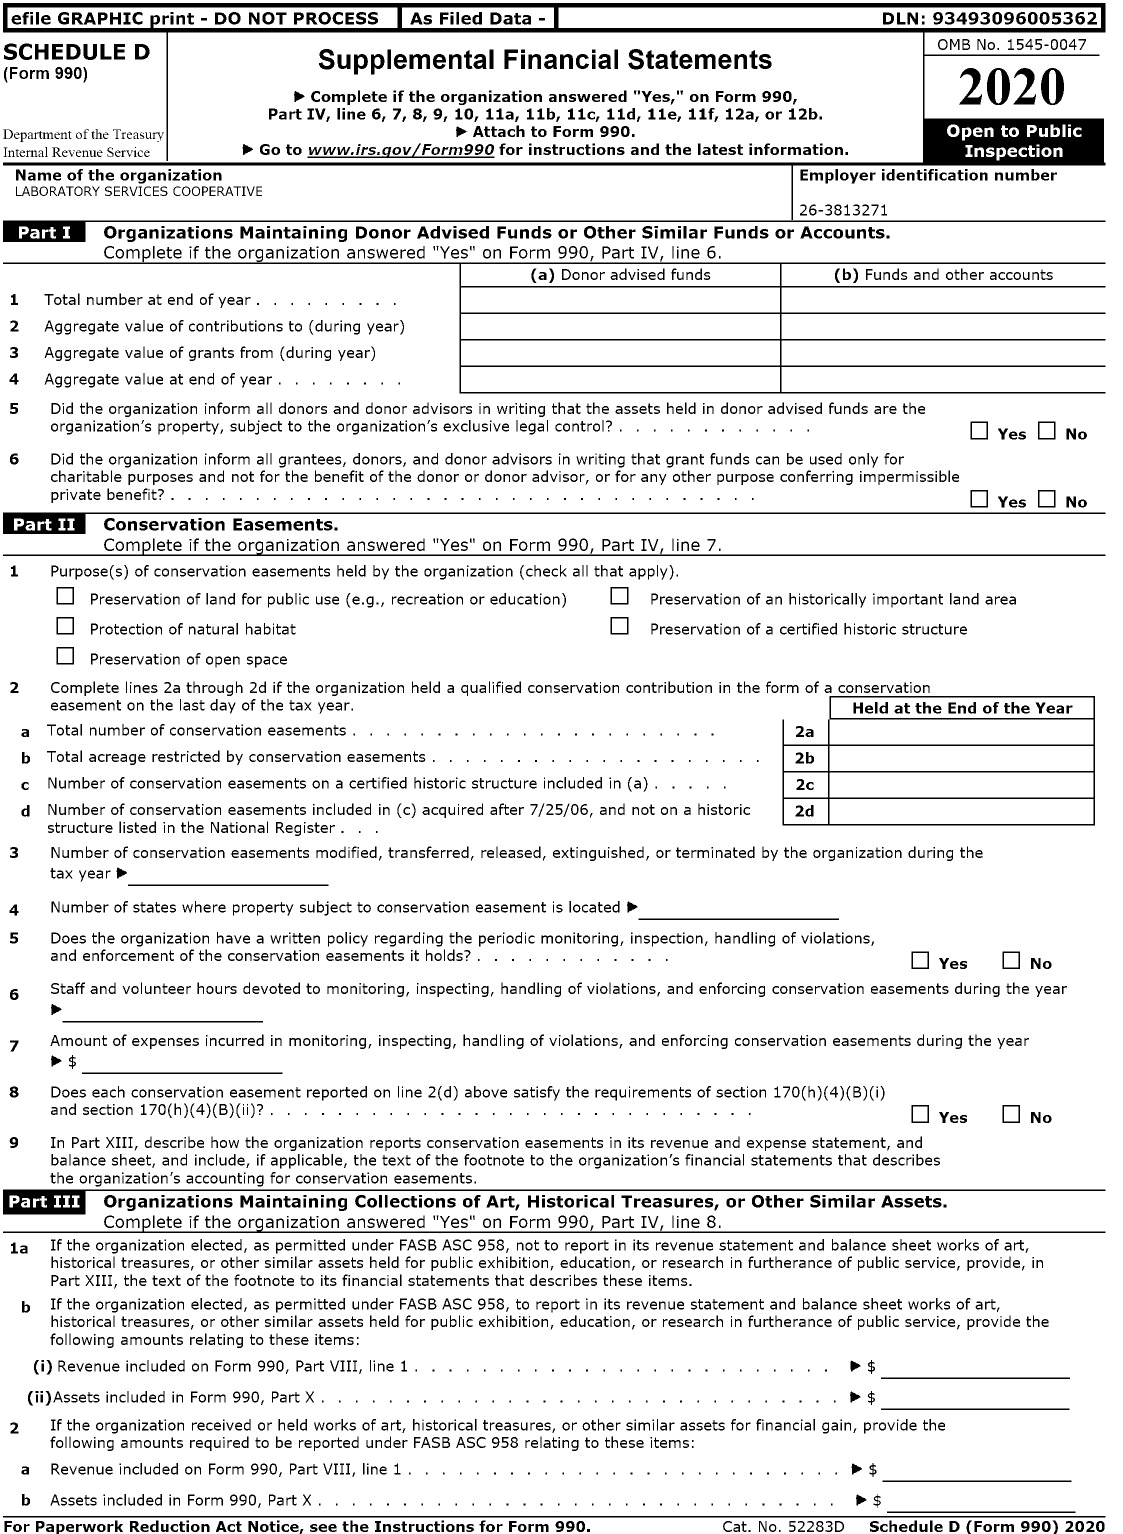 efile GRAPHIC print - DO NOT PROCESS | As Filed Data - | DLN: 93493096005362
SCHEDULE D
(Form 990)
Department of the Treasury
Internal Revenue Service
Supplemental Financial Statements
▶ Complete if the organization answered "Yes," on Form 990,
Part IV, line 6, 7, 8, 9, 10, 11a, 11b, 11c, 11d, 11e, 11f, 12a, or 12b.
▶ Attach to Form 990.
▶ Go to www.irs.gov/Form990 for instructions and the latest information.
OMB No. 1545-0047
2020
Open to Public
Inspection
Name of the organization
LABORATORY SERVICES COOPERATIVE
Employer identification number
26-3813271
Part I Organizations Maintaining Donor Advised Funds or Other Similar Funds or Accounts.
Complete if the organization answered "Yes" on Form 990, Part IV, line 6.
(a) Donor advised funds (b) Funds and other accounts
1 Total number at end of year . . . . . . . . .
2 Aggregate value of contributions to (during year)
3 Aggregate value of grants from (during year)
4 Aggregate value at end of year . . . . . . . .
5 Did the organization inform all donors and donor advisors in writing that the assets held in donor advised funds are the
organization's property, subject to the organization's exclusive legal control? . . . . . . . . . . . . ☐ Yes ☐ No
6 Did the organization inform all grantees, donors, and donor advisors in writing that grant funds can be used only for
charitable purposes and not for the benefit of the donor or donor advisor, or for any other purpose conferring impermissible
private benefit? . . . . . . . . . . . . . . . . . . . . . . . . . . . . . . . . . . . ☐ Yes ☐ No
Part II Conservation Easements.
Complete if the organization answered "Yes" on Form 990, Part IV, line 7.
1 Purpose(s) of conservation easements held by the organization (check all that apply).
☐ Preservation of land for public use (e.g., recreation or education) ☐ Preservation of an historically important land area
☐ Protection of natural habitat ☐ Preservation of a certified historic structure
☐ Preservation of open space
2 Complete lines 2a through 2d if the organization held a qualified conservation contribution in the form of a conservation
easement on the last day of the tax year.
Held at the End of the Year
a Total number of conservation easements . . . . . . . . . . . . . . . . . . . . . . 2a
b Total acreage restricted by conservation easements . . . . . . . . . . . . . . . . . . . . 2b
c Number of conservation easements on a certified historic structure included in (a) . . . . . 2c
d Number of conservation easements included in (c) acquired after 7/25/06, and not on a historic 2d
structure listed in the National Register . . .
3 Number of conservation easements modified, transferred, released, extinguished, or terminated by the organization during the
tax year ▶
4 Number of states where property subject to conservation easement is located ▶
5 Does the organization have a written policy regarding the periodic monitoring, inspection, handling of violations,
and enforcement of the conservation easements it holds? . . . . . . . . . . . . ☐ Yes ☐ No
6 Staff and volunteer hours devoted to monitoring, inspecting, handling of violations, and enforcing conservation easements during the year
▶
7 Amount of expenses incurred in monitoring, inspecting, handling of violations, and enforcing conservation easements during the year
▶ $
8 Does each conservation easement reported on line 2(d) above satisfy the requirements of section 170(h)(4)(B)(i)
and section 170(h)(4)(B)(ii)? . . . . . . . . . . . . . . . . . . . . . . . . . . . . . ☐ Yes ☐ No
9 In Part XIII, describe how the organization reports conservation easements in its revenue and expense statement, and
balance sheet, and include, if applicable, the text of the footnote to the organization's financial statements that describes
the organization's accounting for conservation easements.
Part III Organizations Maintaining Collections of Art, Historical Treasures, or Other Similar Assets.
Complete if the organization answered "Yes" on Form 990, Part IV, line 8.
1a If the organization elected, as permitted under FASB ASC 958, not to report in its revenue statement and balance sheet works of art,
historical treasures, or other similar assets held for public exhibition, education, or research in furtherance of public service, provide, in
Part XIII, the text of the footnote to its financial statements that describes these items.
b If the organization elected, as permitted under FASB ASC 958, to report in its revenue statement and balance sheet works of art,
historical treasures, or other similar assets held for public exhibition, education, or research in furtherance of public service, provide the
following amounts relating to these items:
(i) Revenue included on Form 990, Part VIII, line 1 . . . . . . . . . . . . . . . . . . . . . . . . . ▶ $
(ii)Assets included in Form 990, Part X . . . . . . . . . . . . . . . . . . . . . . . . . . . . . . . ▶ $
2 If the organization received or held works of art, historical treasures, or other similar assets for financial gain, provide the
following amounts required to be reported under FASB ASC 958 relating to these items:
a Revenue included on Form 990, Part VIII, line 1 . . . . . . . . . . . . . . . . . . . . . . . . . . ▶ $
b Assets included in Form 990, Part X . . . . . . . . . . . . . . . . . . . . . . . . . . . . . . . ▶ $
For Paperwork Reduction Act Notice, see the Instructions for Form 990. Cat. No. 52283D Schedule D (Form 990) 2020